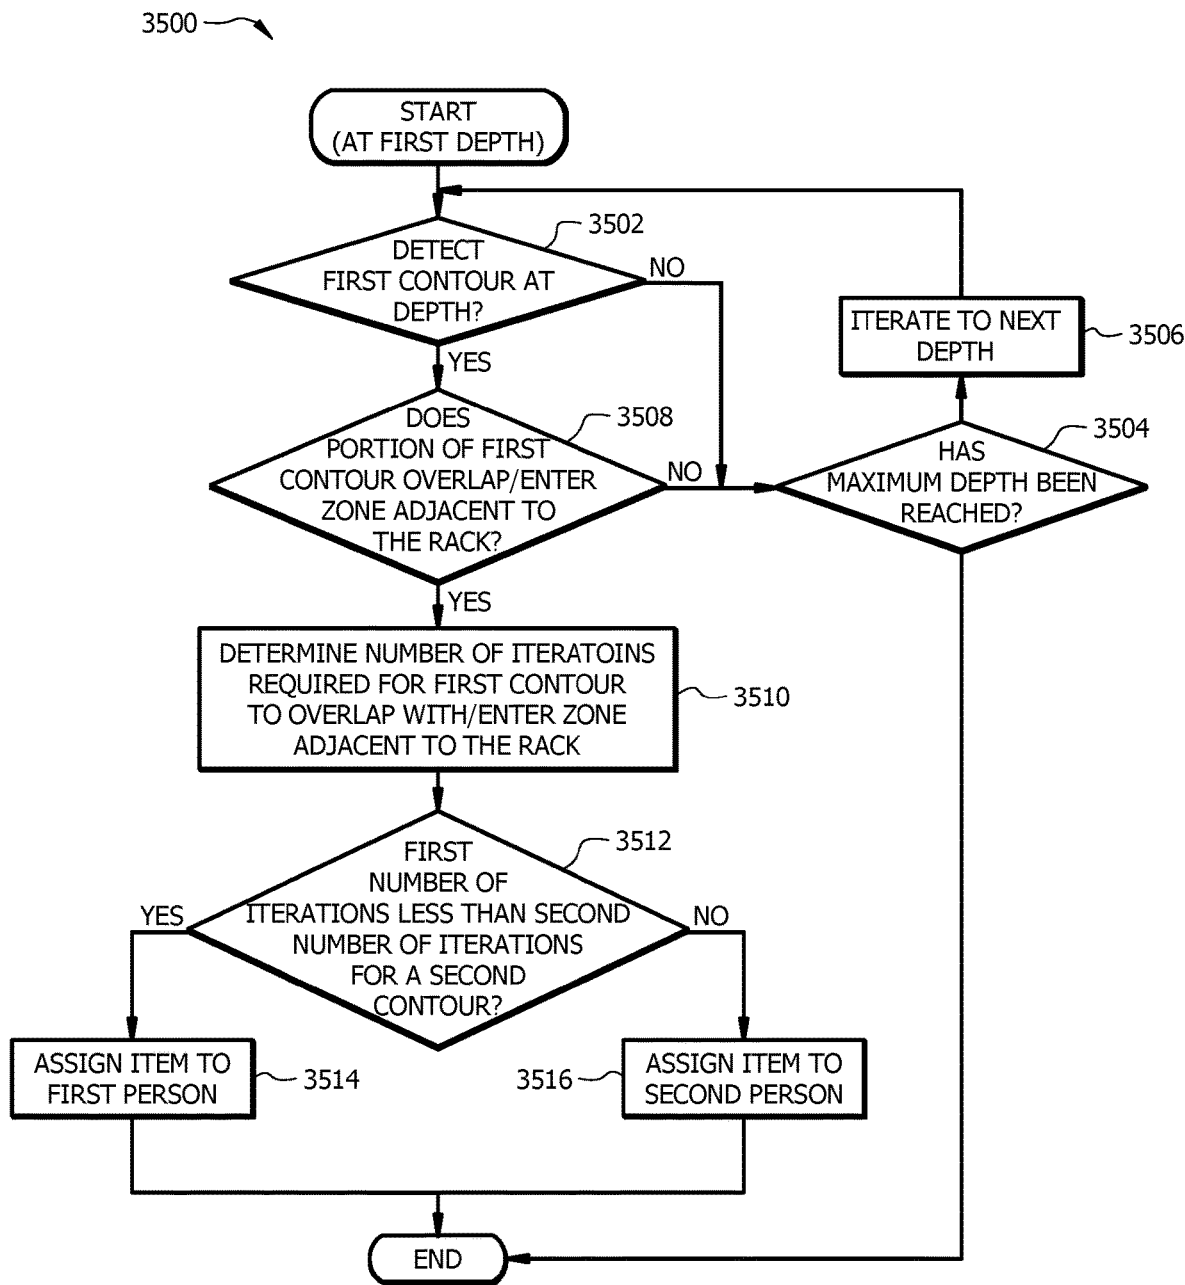 3500
START
(AT FIRST DEPTH)
3502
DETECT
FIRST CONTOUR AT
DEPTH?
NO
YES
ITERATE TO NEXT
DEPTH
3506
DOES
PORTION OF FIRST
CONTOUR OVERLAP/ENTER
ZONE ADJACENT TO
THE RACK?
3508
NO
YES
HAS
MAXIMUM DEPTH BEEN
REACHED?
3504
DETERMINE NUMBER OF ITERATOINS
REQUIRED FOR FIRST CONTOUR
TO OVERLAP WITH/ENTER ZONE
ADJACENT TO THE RACK
3510
FIRST
NUMBER OF
ITERATIONS LESS THAN SECOND
NUMBER OF ITERATIONS
FOR A SECOND
CONTOUR?
3512
YES
NO
ASSIGN ITEM TO
FIRST PERSON
3514
3516
ASSIGN ITEM TO
SECOND PERSON
END